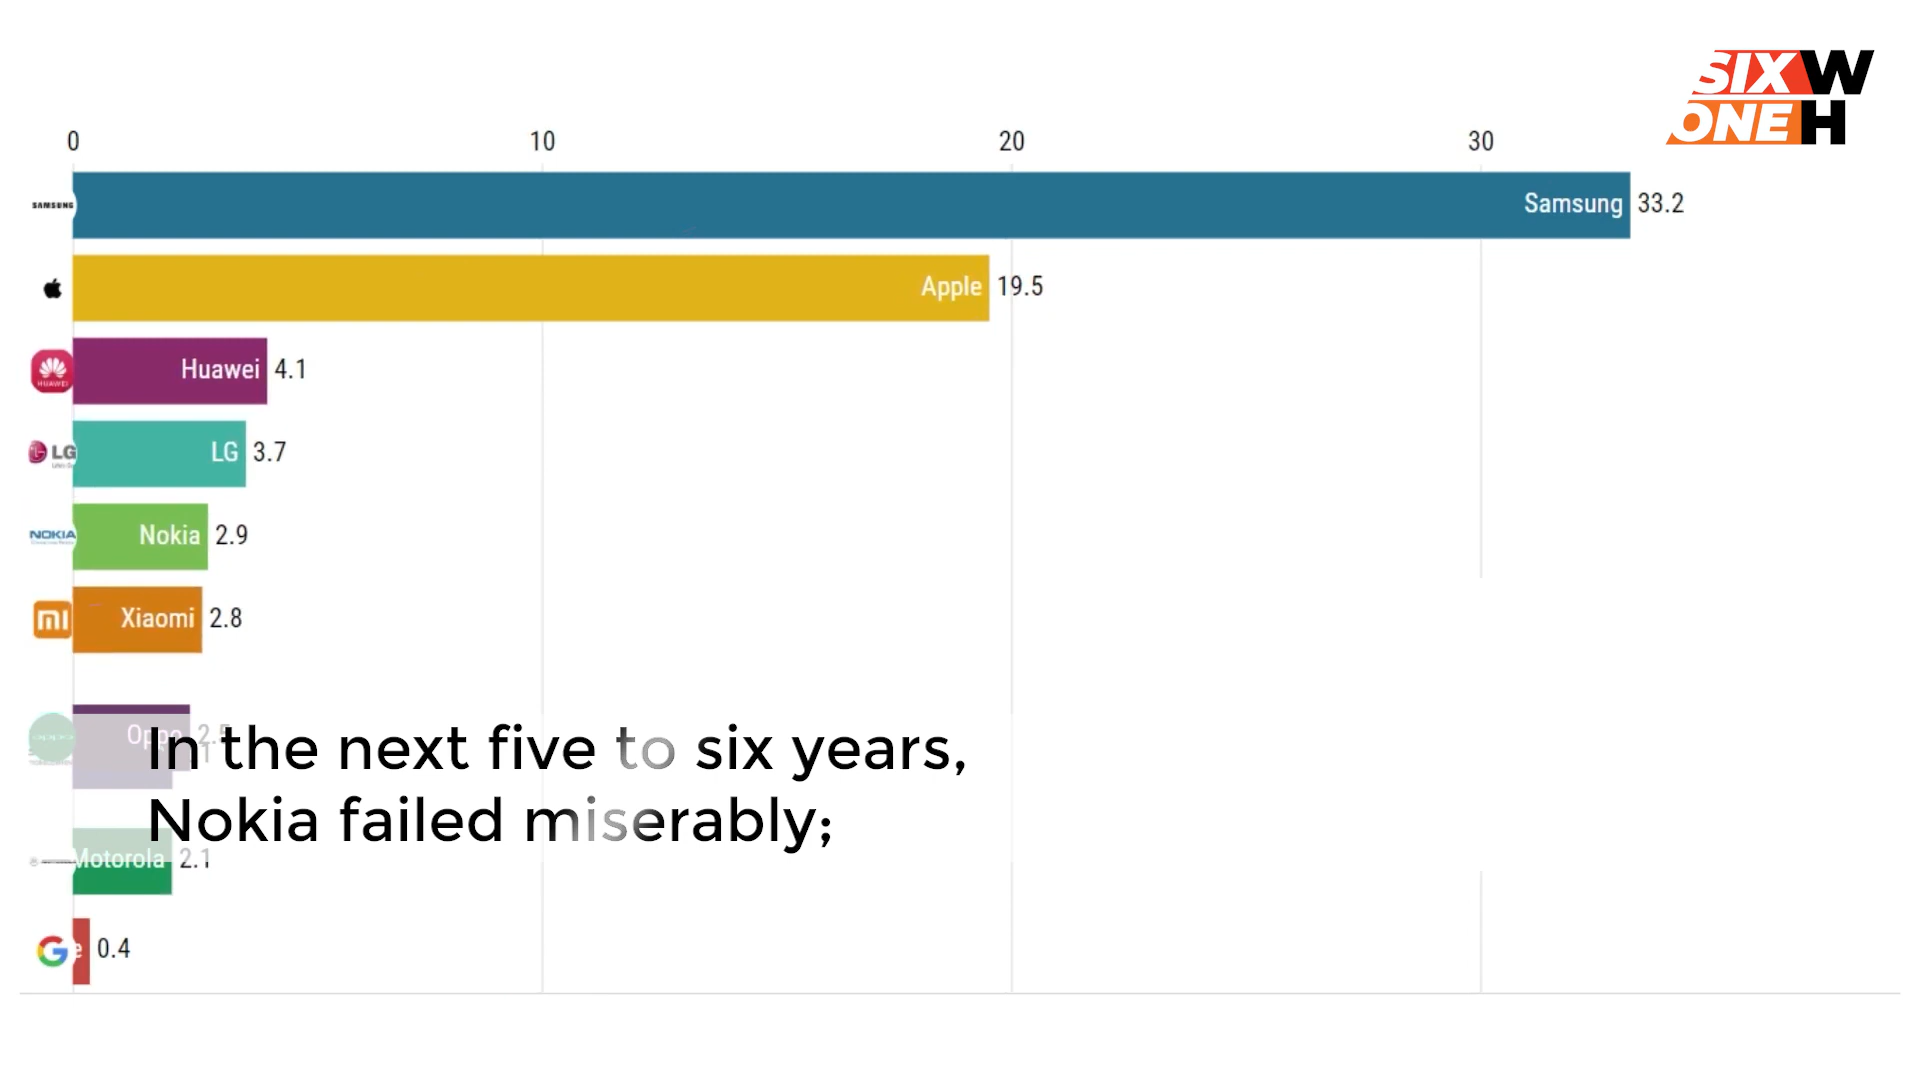 SIX W
ONE H
0 10 20 30
SAMSUNG Samsung 33.2
Apple 19.5
HUAWEI Huawei 4.1
LG LG 3.7
NOKIA Nokia 2.9
mi Xiaomi 2.8
oppo Oppo 2.5
In the next five to six years,
Nokia failed miserably;
Motorola 2.1
G e 0.4